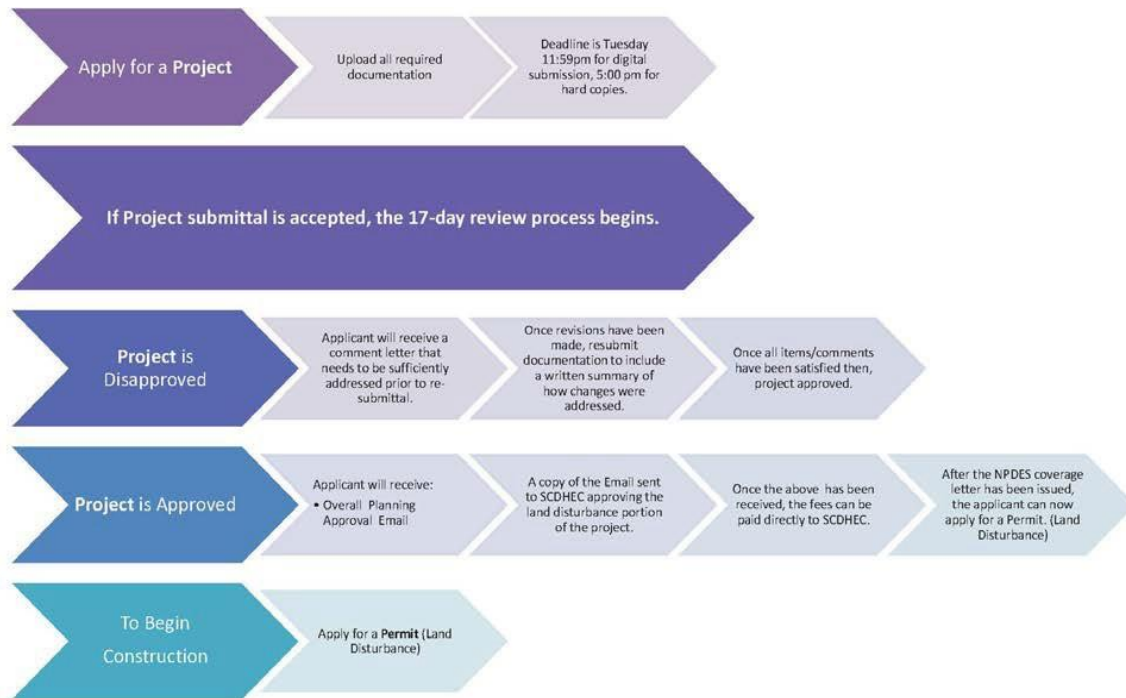 Apply for a Project
Upload all required
documentation
Deadline is Tuesday
11:59pm for digital
submission, 5:00 pm for
hard copies.
If Project submittal is accepted, the 17-day review process begins.
Project is
Disapproved
Applicant will receive a
comment letter that
needs to be sufficiently
addressed prior to re-
submittal.
Once revisions have been
made, resubmit
documentation to include
a written summary of
how changes were
addressed.
Once all items/comments
have been satisfied then,
project approved.
Project is Approved
Applicant will receive:
• Overall Planning
Approval Email
A copy of the Email sent
to SCDHEC approving the
land disturbance portion
of the project.
Once the above has been
received, the fees can be
paid directly to SCDHEC.
After the NPDES coverage
letter has been issued,
the applicant can now
apply for a Permit. (Land
Disturbance)
To Begin
Construction
Apply for a Permit (Land
Disturbance)